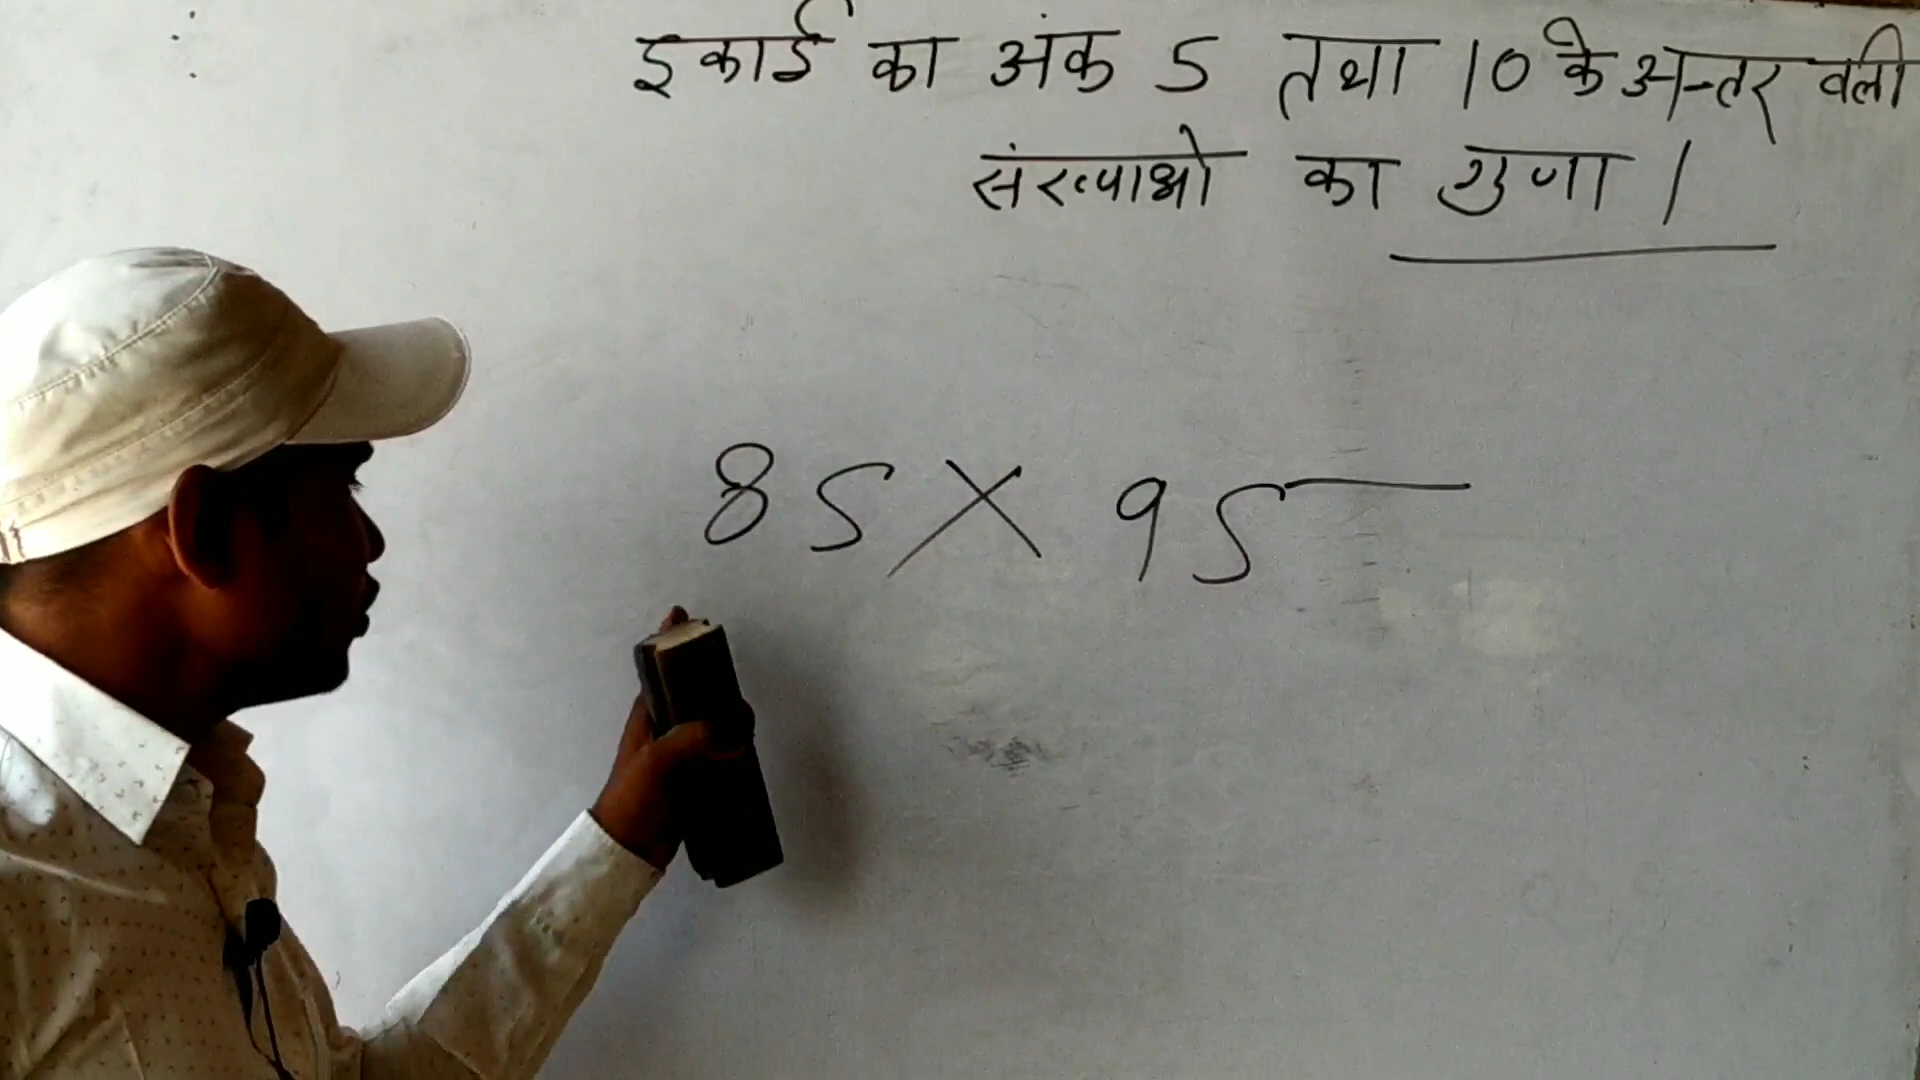 इकाई का अंक 5 तथा 10 के अन्तर वली
संख्याओ का गुणा ।
85 × 95